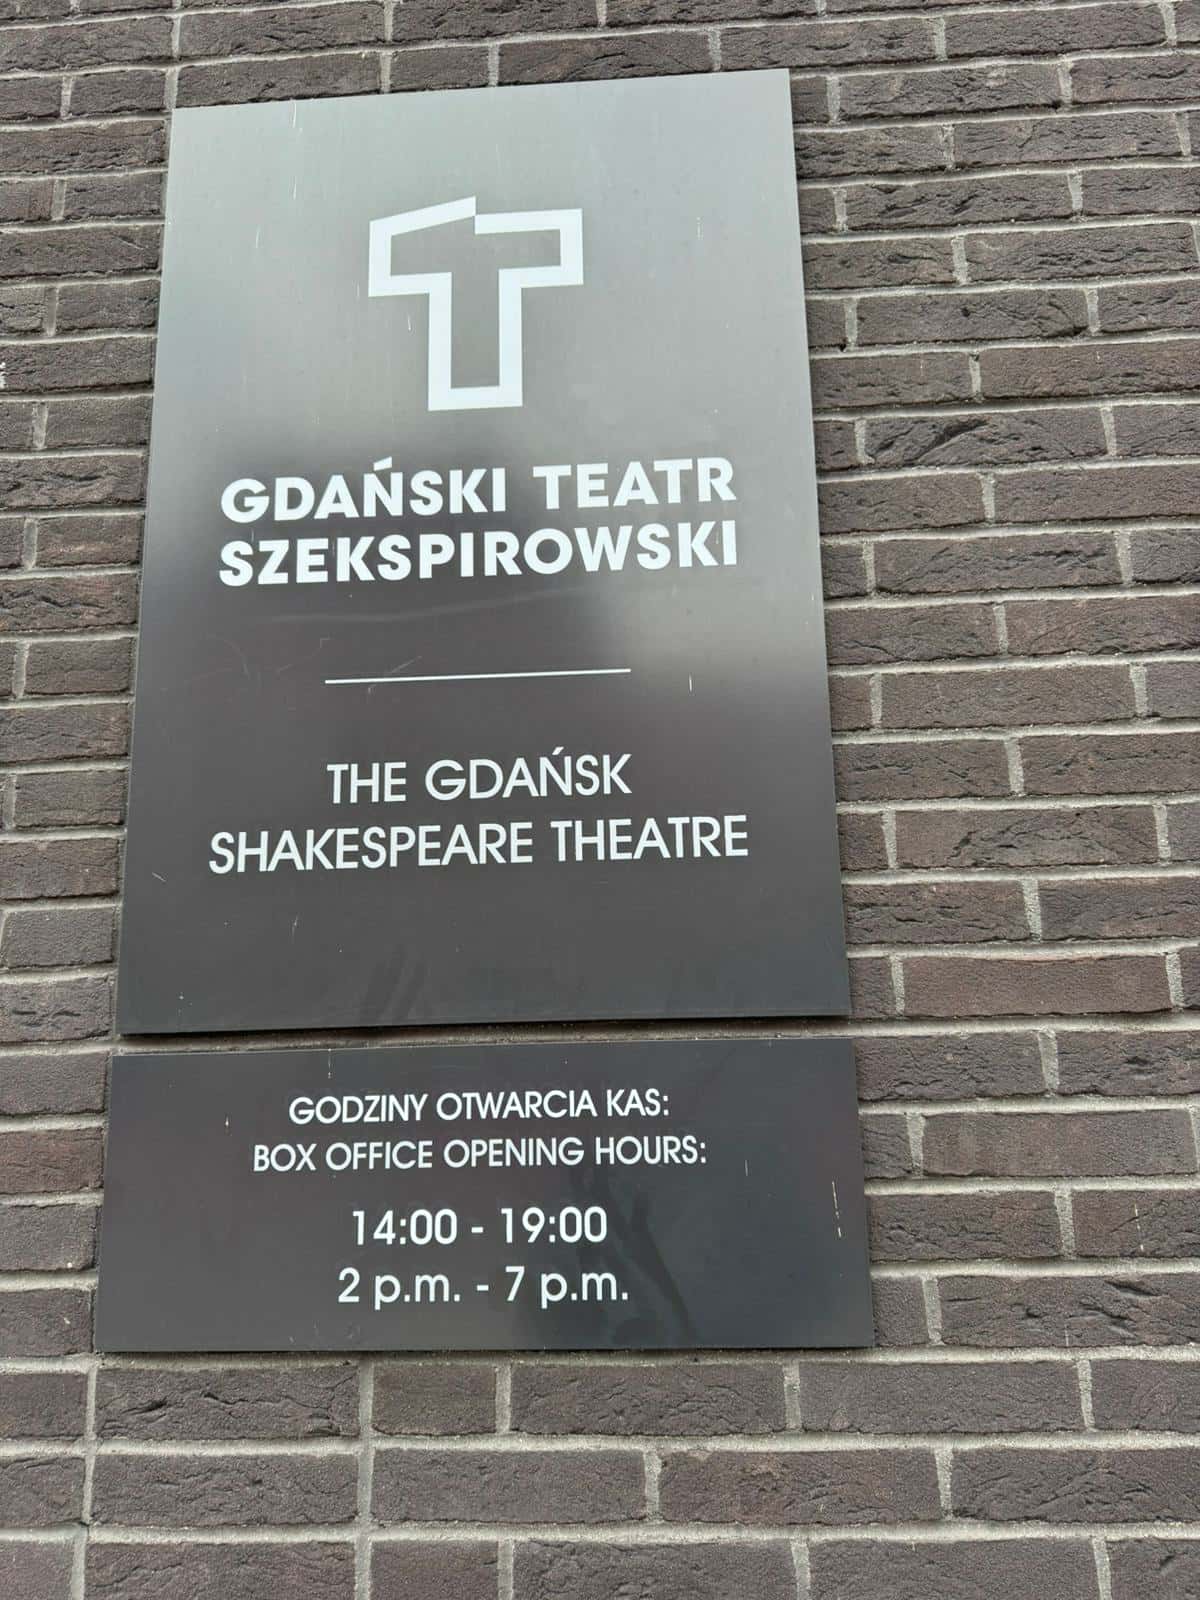 GDAŃSKI TEATR
SZEKSPIROWSKI
THE GDAŃSK
SHAKESPEARE THEATRE
GODZINY OTWARCIA KAS:
BOX OFFICE OPENING HOURS:
14:00 - 19:00
2 p.m. - 7 p.m.